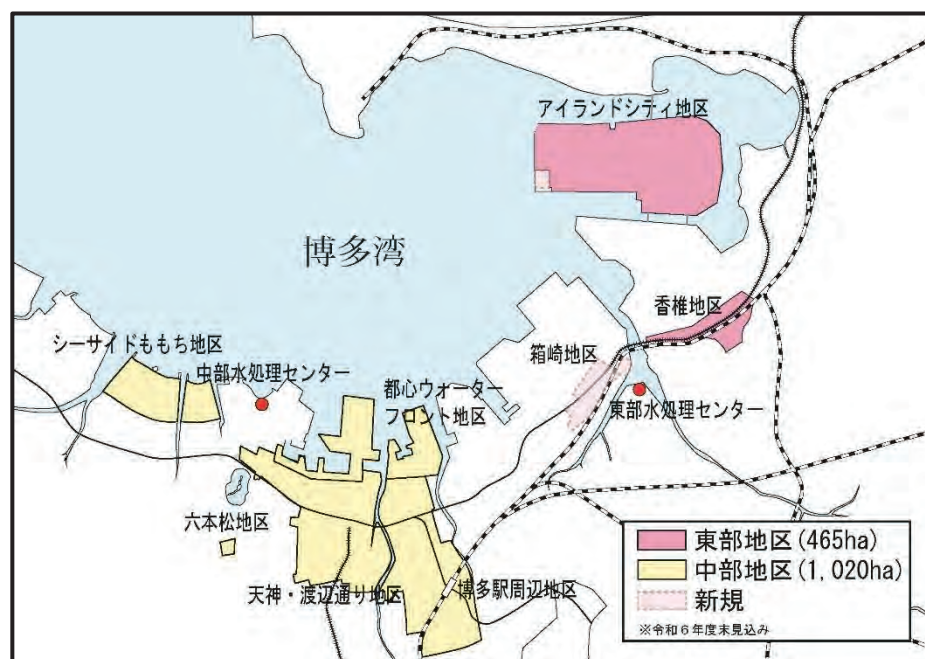 アイランドシティ地区
博多湾
香椎地区
シーサイドももち地区
箱崎地区
中部水処理センター
都心ウォーター
フロント地区
東部水処理センター
六本松地区
天神・渡辺通り地区
博多駅周辺地区
東部地区(465ha)
中部地区(1,020ha)
新規
※令和6年度末見込み